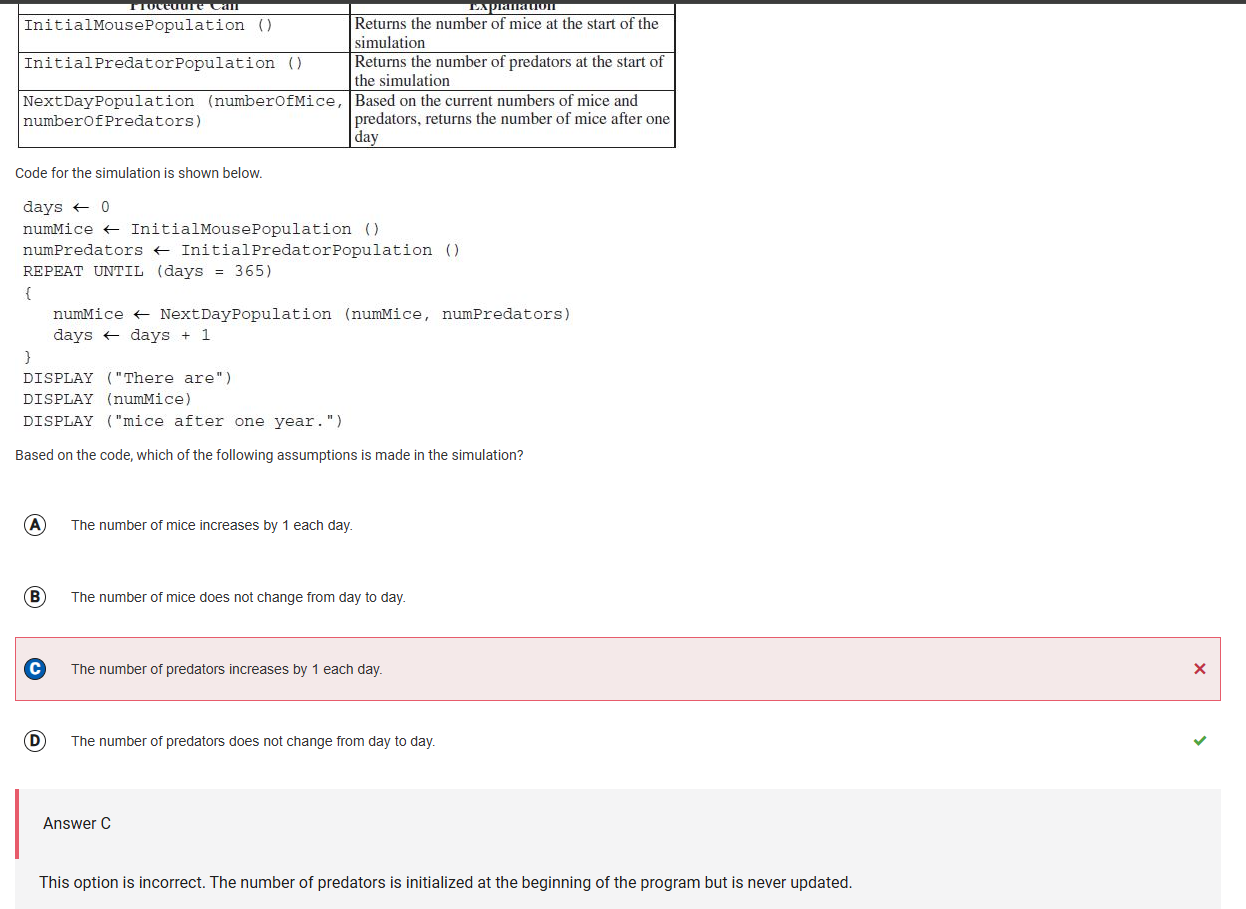 Procedure Call Explanation
InitialMousePopulation () Returns the number of mice at the start of the
simulation
InitialPredatorPopulation () Returns the number of predators at the start of
the simulation
NextDayPopulation (numberOfMice, Based on the current numbers of mice and
numberOfPredators) predators, returns the number of mice after one
day
Code for the simulation is shown below.
days ← 0
numMice ← InitialMousePopulation ()
numPredators ← InitialPredatorPopulation ()
REPEAT UNTIL (days = 365)
{
numMice ← NextDayPopulation (numMice, numPredators)
days ← days + 1
}
DISPLAY ("There are")
DISPLAY (numMice)
DISPLAY ("mice after one year.")
Based on the code, which of the following assumptions is made in the simulation?
A The number of mice increases by 1 each day.
B The number of mice does not change from day to day.
C The number of predators increases by 1 each day.
D The number of predators does not change from day to day.
Answer C
This option is incorrect. The number of predators is initialized at the beginning of the program but is never updated.